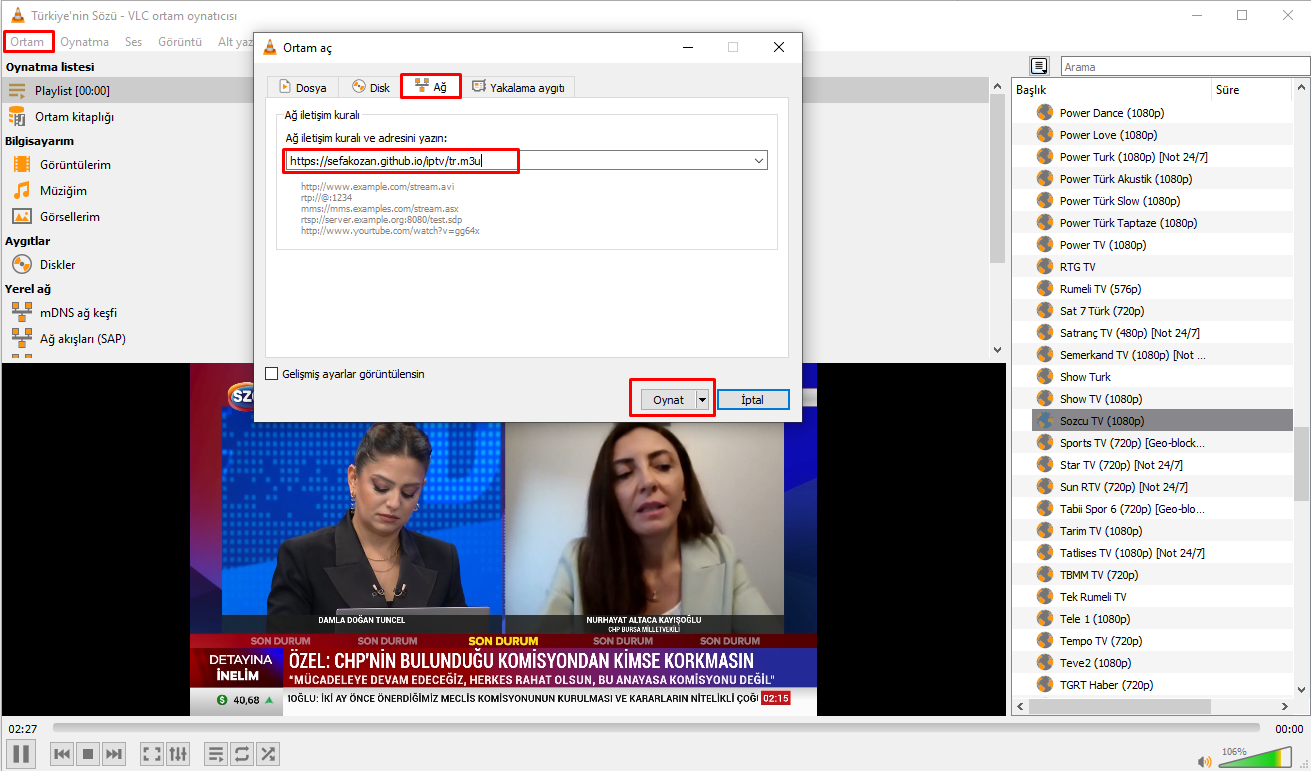 Türkiye'nin Sözü - VLC ortam oynatıcısı
Ortam Oynatma Ses Görüntü Alt yaz
Oynatma listesi
Playlist [00:00]
Ortam kitaplığı
Bilgisayarım
Görüntülerim
Müziğim
Görsellerim
Aygıtlar
Diskler
Yerel ağ
mDNS ağ keşfi
Ağ akışları (SAP)
Ortam aç
Dosya Disk Ağ Yakalama aygıtı
Ağ iletişim kuralı
Ağ iletişim kuralı ve adresini yazın:
https://sefakozan.github.io/iptv/tr.m3u
http://www.example.com/stream.avi
rtp://@:1234
mms://mms.examples.com/stream.asx
rtsp://server.example.org:8080/test.sdp
http://www.yourtube.com/watch?v=gg64x
Gelişmiş ayarlar görüntülensin
Oynat İptal
Arama
Başlık Süre
Power Dance (1080p)
Power Love (1080p)
Power Turk (1080p) [Not 24/7]
Power Türk Akustik (1080p)
Power Türk Slow (1080p)
Power Türk Taptaze (1080p)
Power TV (1080p)
RTG TV
Rumeli TV (576p)
Sat 7 Türk (720p)
Satranç TV (480p) [Not 24/7]
Semerkand TV (1080p) [Not ...
Show Turk
Show TV (1080p)
Sozcu TV (1080p)
Sports TV (720p) [Geo-block...
Star TV (720p) [Not 24/7]
Sun RTV (720p) [Not 24/7]
Tabii Spor 6 (720p) [Geo-blo...
Tarim TV (1080p)
Tatlises TV (1080p) [Not 24/7]
TBMM TV (720p)
Tek Rumeli TV
Tele 1 (1080p)
Tempo TV (720p)
Teve2 (1080p)
TGRT Haber (720p)
DAMLA DOĞAN TUNCEL
NURHAYAT ALTACA KAYIŞOĞLU
CHP BURSA MİLLETVEKİLİ
SON DURUM SON DURUM SON DURUM SON DURUM SON DURUM
DETAYINA İNELİM
ÖZEL: CHP'NİN BULUNDUĞU KOMİSYONDAN KİMSE KORKMASIN
"MÜCADELEYE DEVAM EDECEĞİZ, HERKES RAHAT OLSUN, BU ANAYASA KOMİSYONU DEĞİL"
$ 40,68
IOĞLU: İKİ AY ÖNCE ÖNERDİĞİMİZ MECLİS KOMİSYONUNUN KURULMASI VE KARARLARIN NİTELİKLİ ÇOĞ 02:15
02:27 00:00
106%